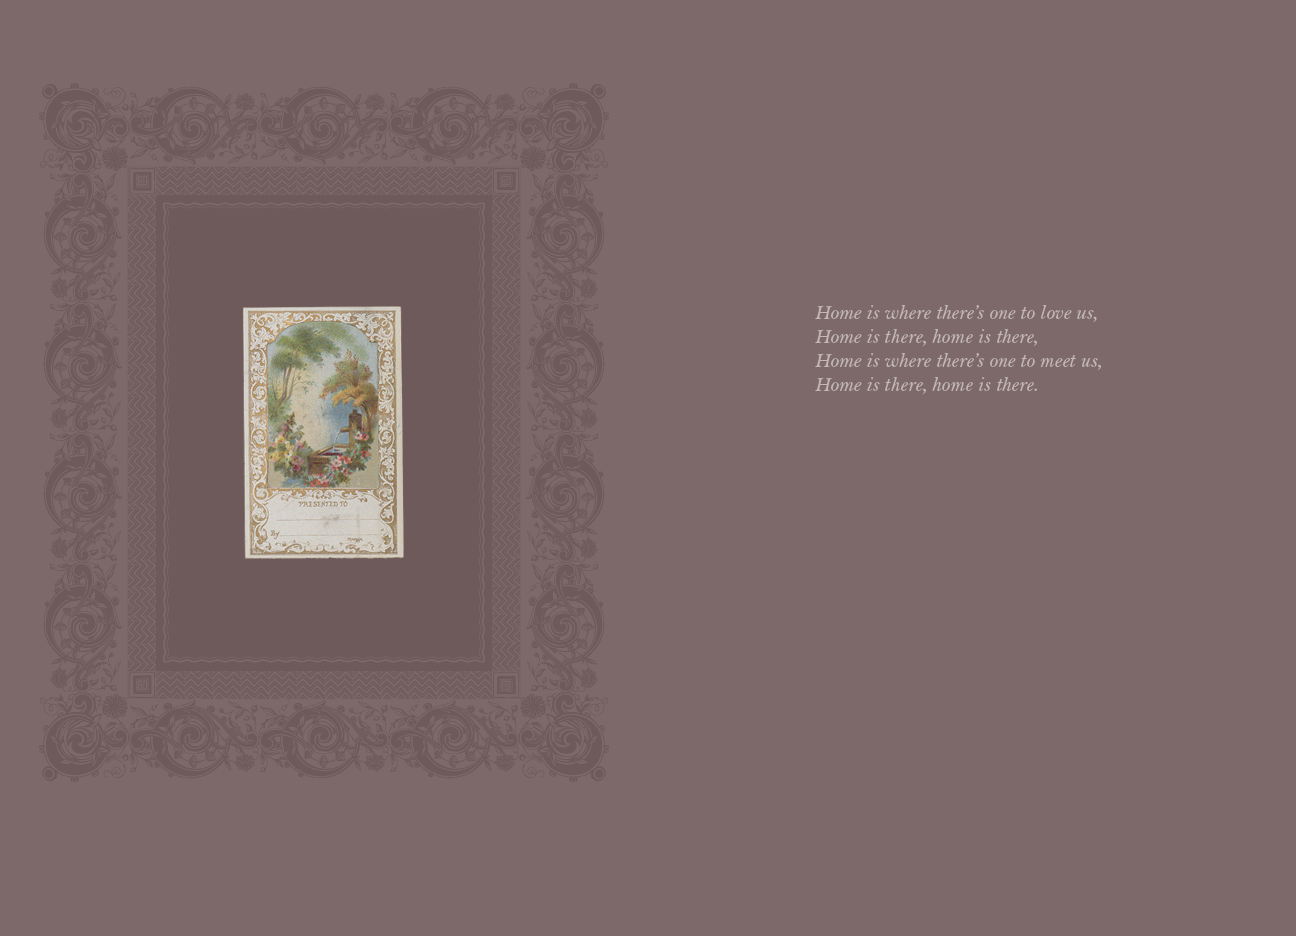 PRESENTED TO
By
Home is where there's one to love us,
Home is there, home is there,
Home is where there's one to meet us,
Home is there, home is there.